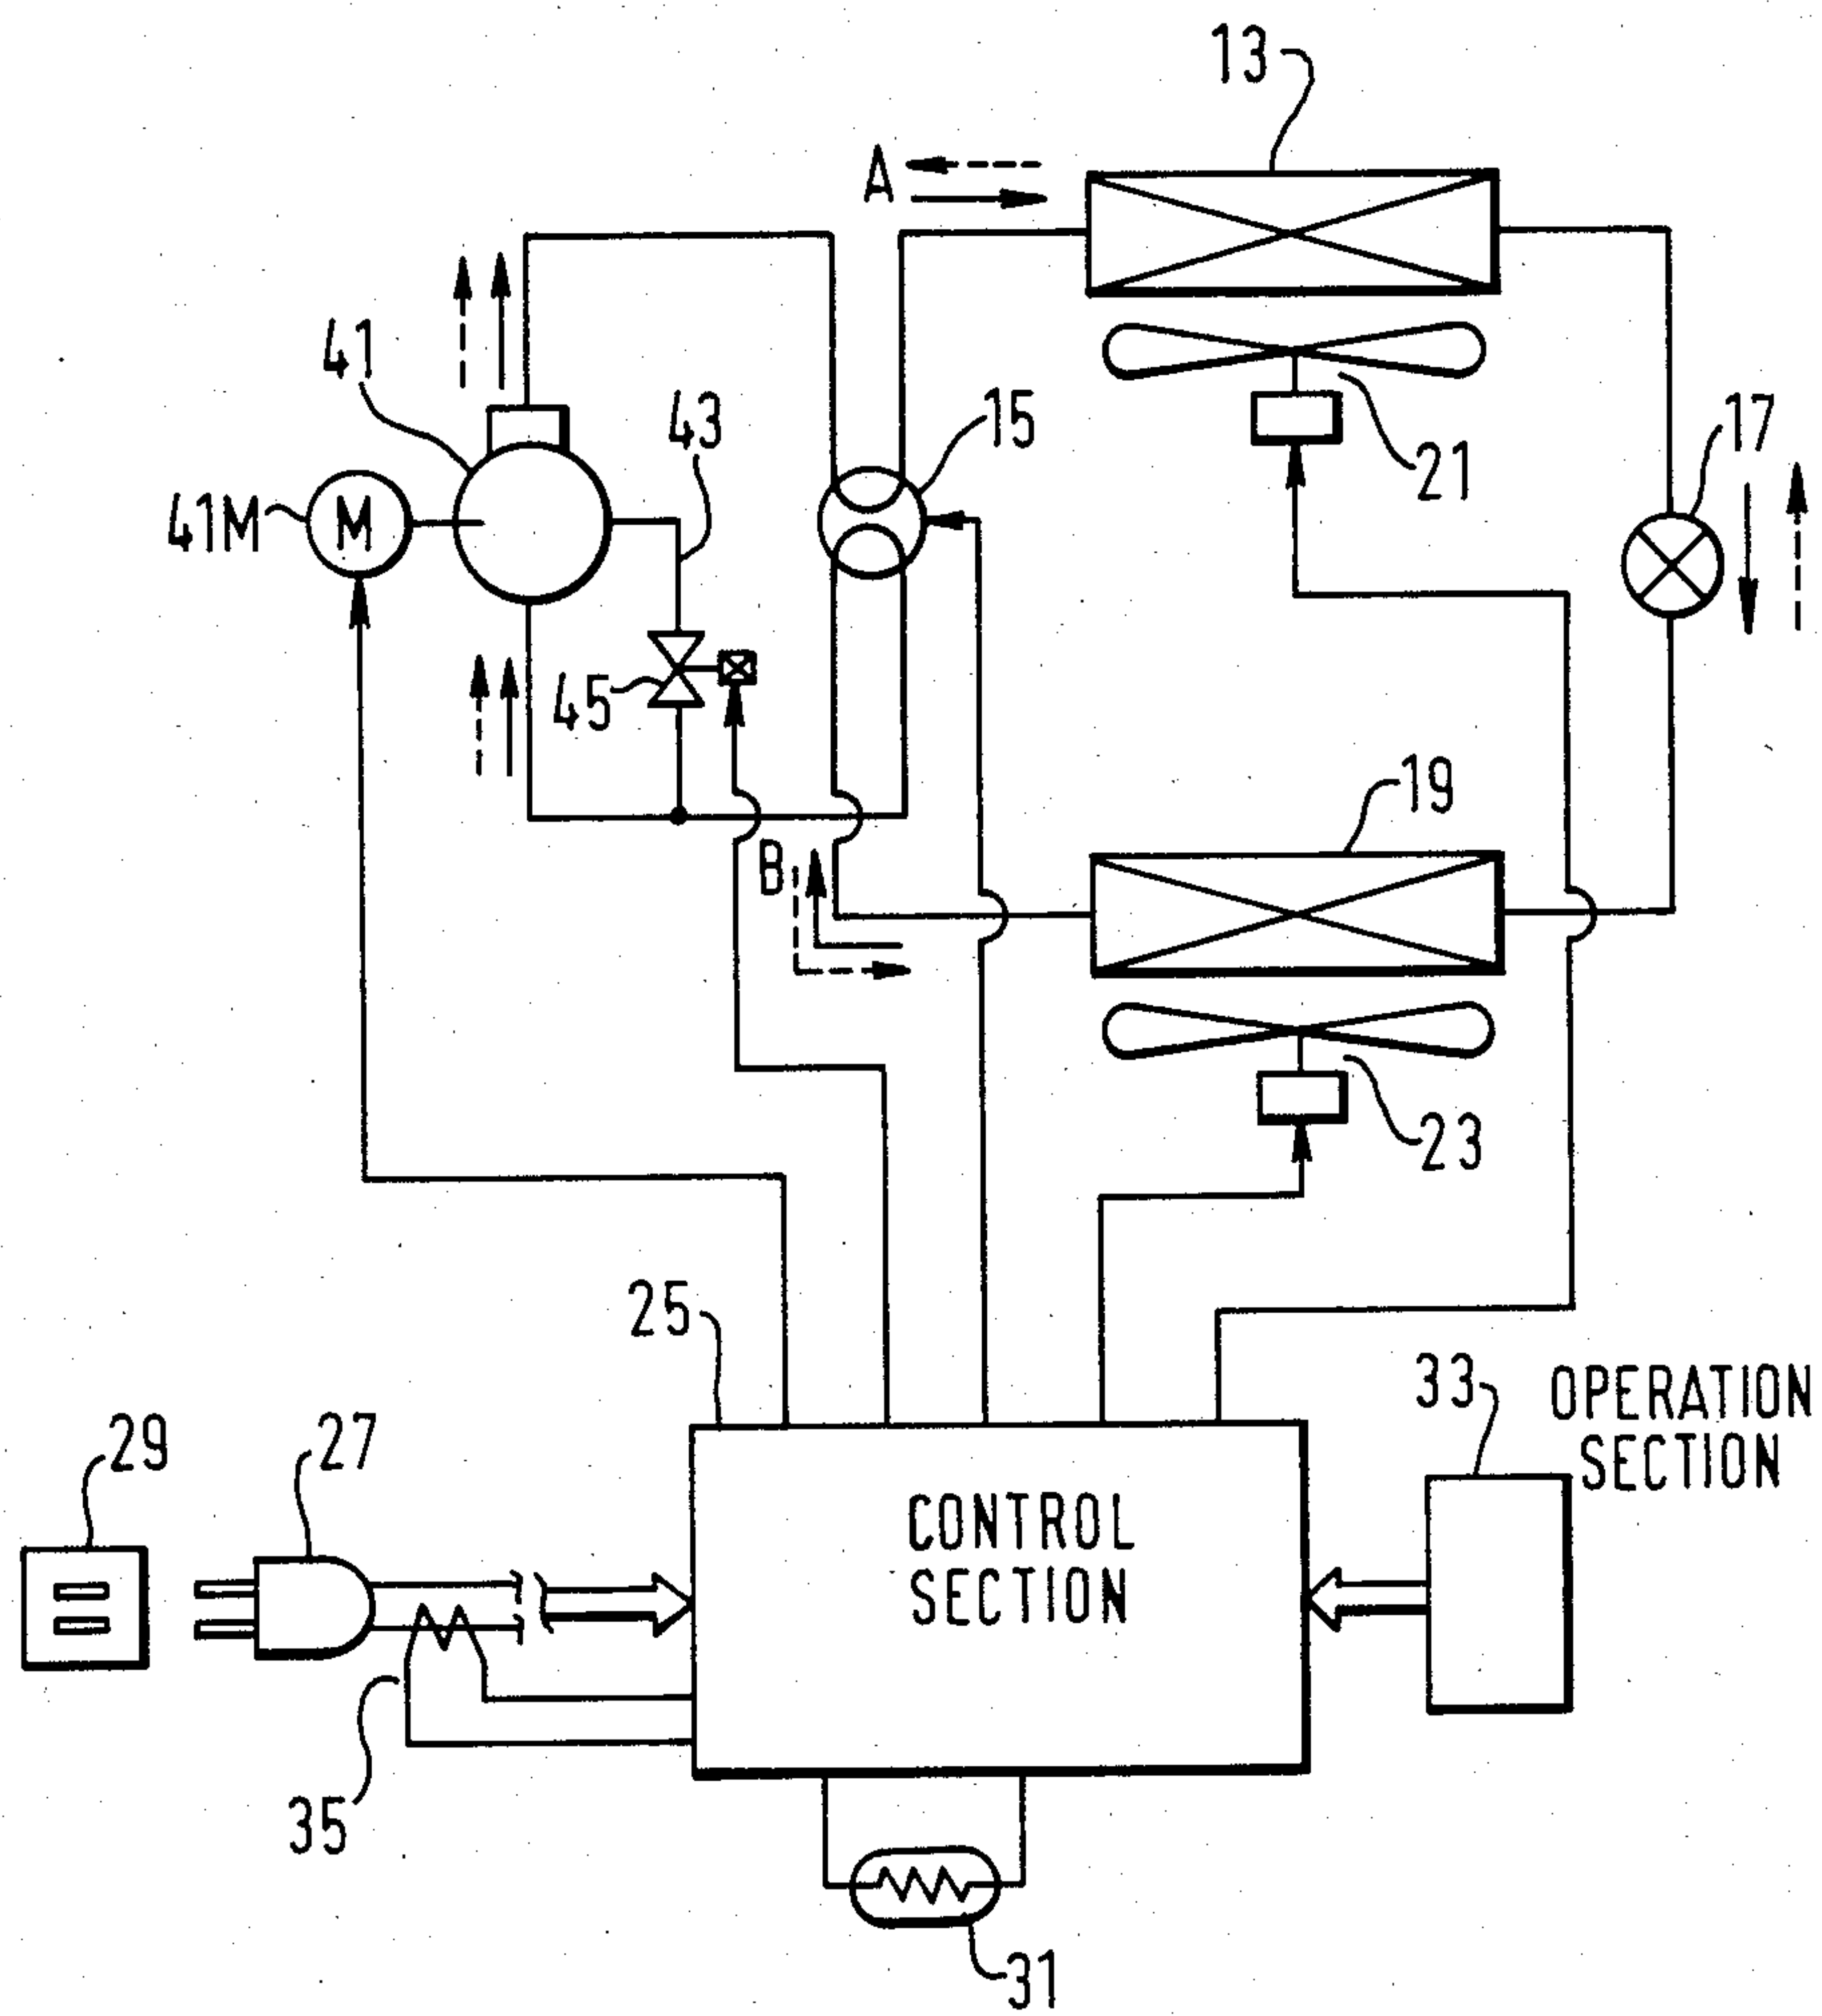 13
A
41
43
15
17
21
41M
M
45
19
B
23
25
33
OPERATION
SECTION
29
27
CONTROL
SECTION
35
31